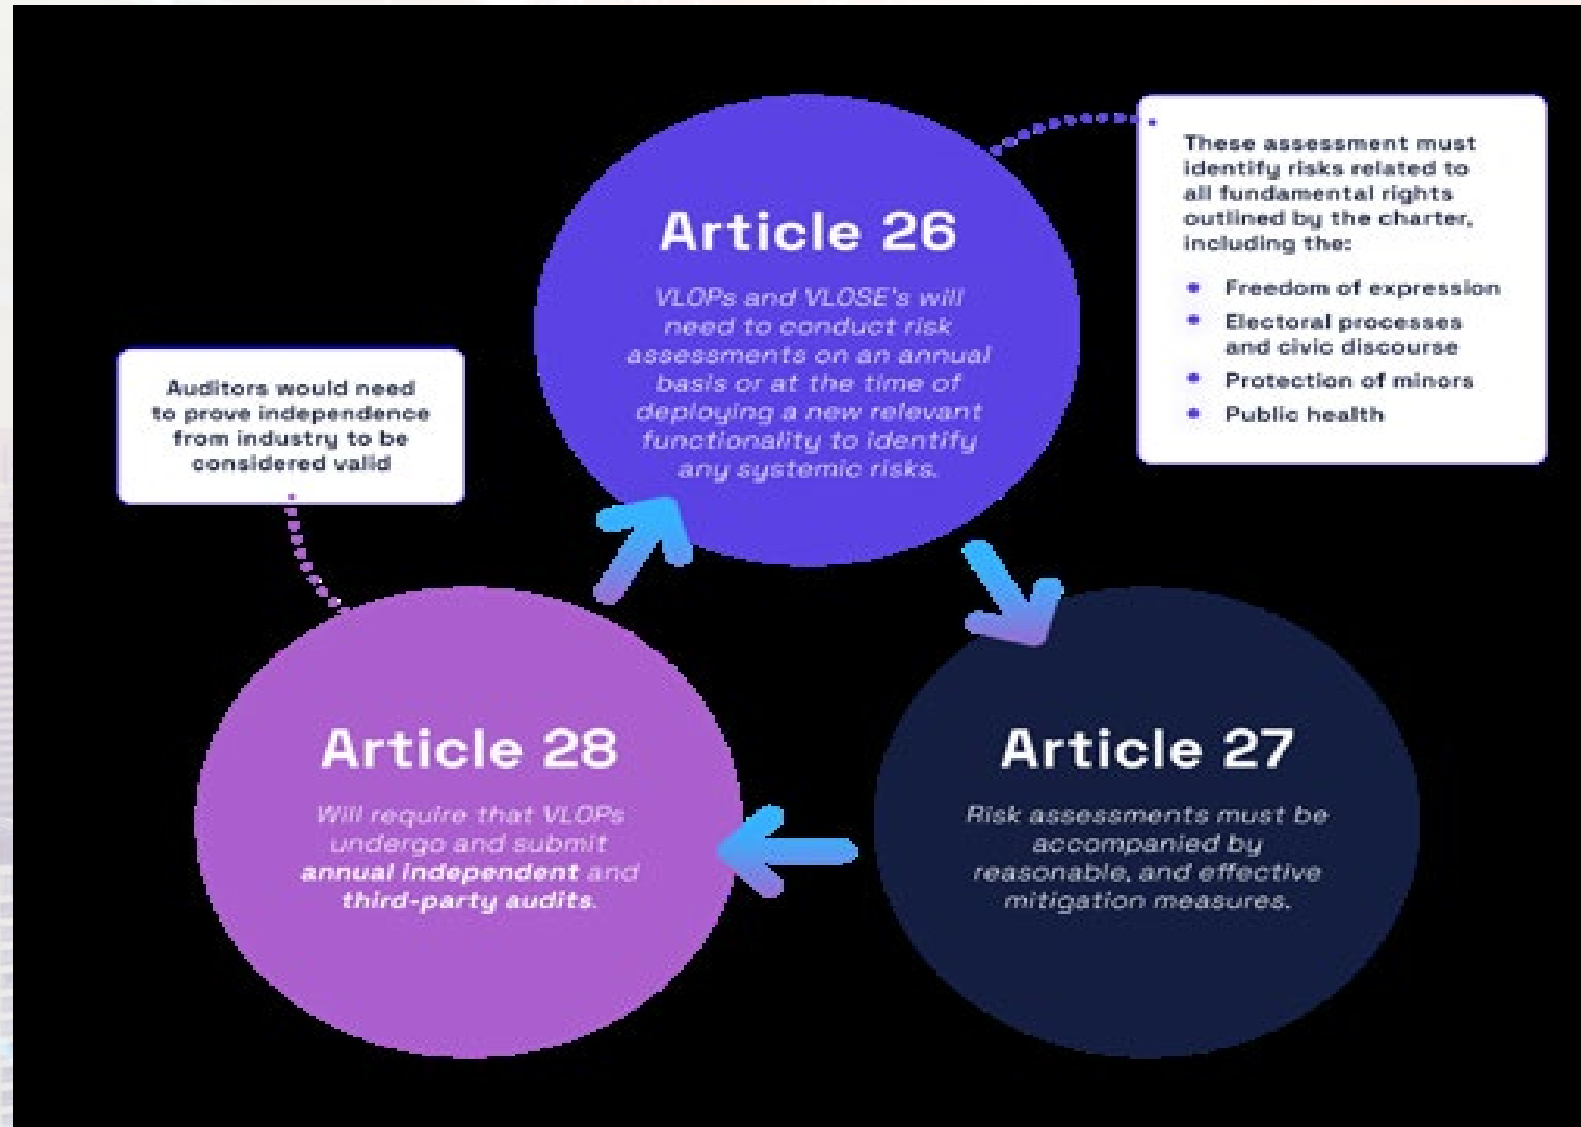 Article 26
VLOPs and VLOSE's will
need to conduct risk
assessments on an annual
basis or at the time of
deploying a new relevant
functionality to identify
any systemic risks.
These assessment must
identify risks related to
all fundamental rights
outlined by the charter,
including the:
Freedom of expression
Electoral processes
and civic discourse
Protection of minors
Public health
Auditors would need
to prove independence
from industry to be
considered valid
Article 28
Will require that VLOPs
undergo and submit
annual independent and
third-party audits.
Article 27
Risk assessments must be
accompanied by
reasonable, and effective
mitigation measures.